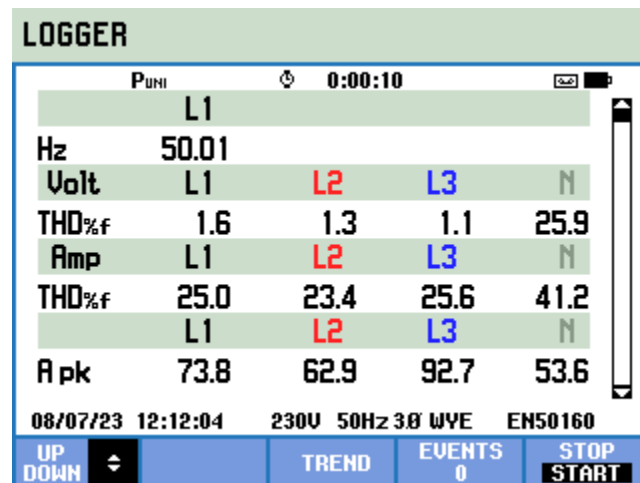 LOGGER
PUNI 0:00:10
L1
Hz 50.01
Volt L1 L2 L3 N
THD%f 1.6 1.3 1.1 25.9
Amp L1 L2 L3 N
THD%f 25.0 23.4 25.6 41.2
L1 L2 L3 N
A pk 73.8 62.9 92.7 53.6
08/07/23 12:12:04 230V 50Hz 3.Ø WYE EN50160
UP DOWN TREND EVENTS 0 STOP START